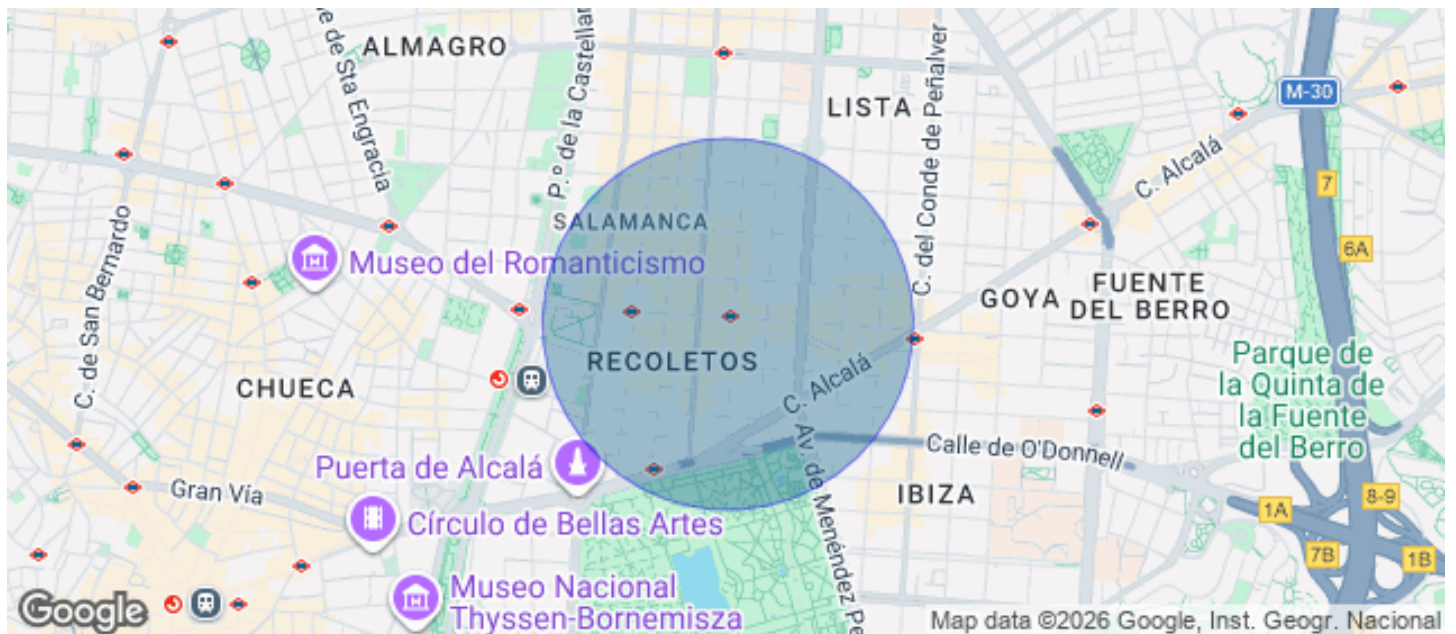 ALMAGRO
e de Sta Engracia
P.º de la Castellan
C. del Conde de Peñalver
LISTA
M-30
C. Alcalá
7
SALAMANCA
6A
C. de San Bernardo
Museo del Romanticismo
GOYA
FUENTE
DEL BERRO
RECOLETOS
CHUECA
Parque de
la Quinta de
la Fuente
del Berro
C. Alcalá
Av. de Menéndez Pe
Calle de O'Donnell
Puerta de Alcalá
Gran Vía
IBIZA
8-9
1A
Círculo de Bellas Artes
7B
1B
Museo Nacional
Thyssen-Bornemisza
Google
Map data ©2026 Google, Inst. Geogr. Nacional